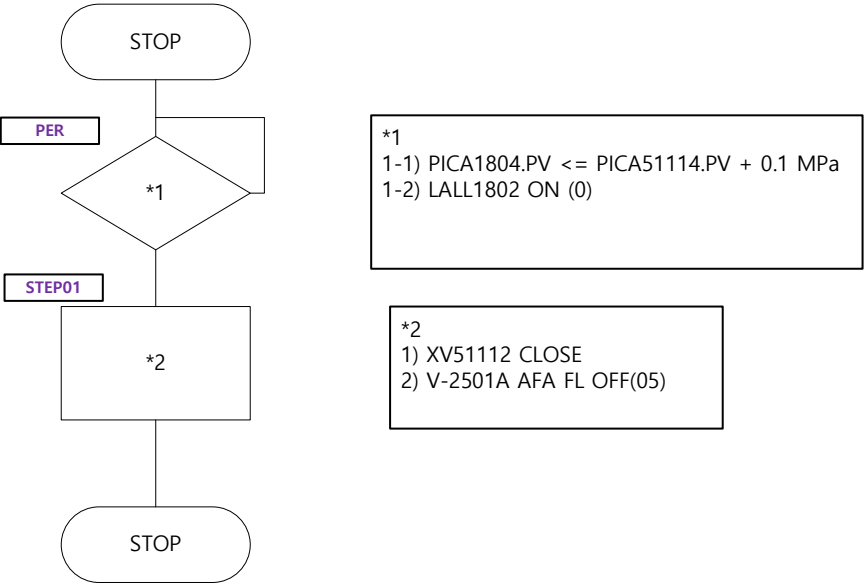 STOP
PER
*1
*1
1-1) PICA1804.PV <= PICA51114.PV + 0.1 MPa
1-2) LALL1802 ON (0)
STEP01
*2
*2
1) XV51112 CLOSE
2) V-2501A AFA FL OFF(05)
STOP